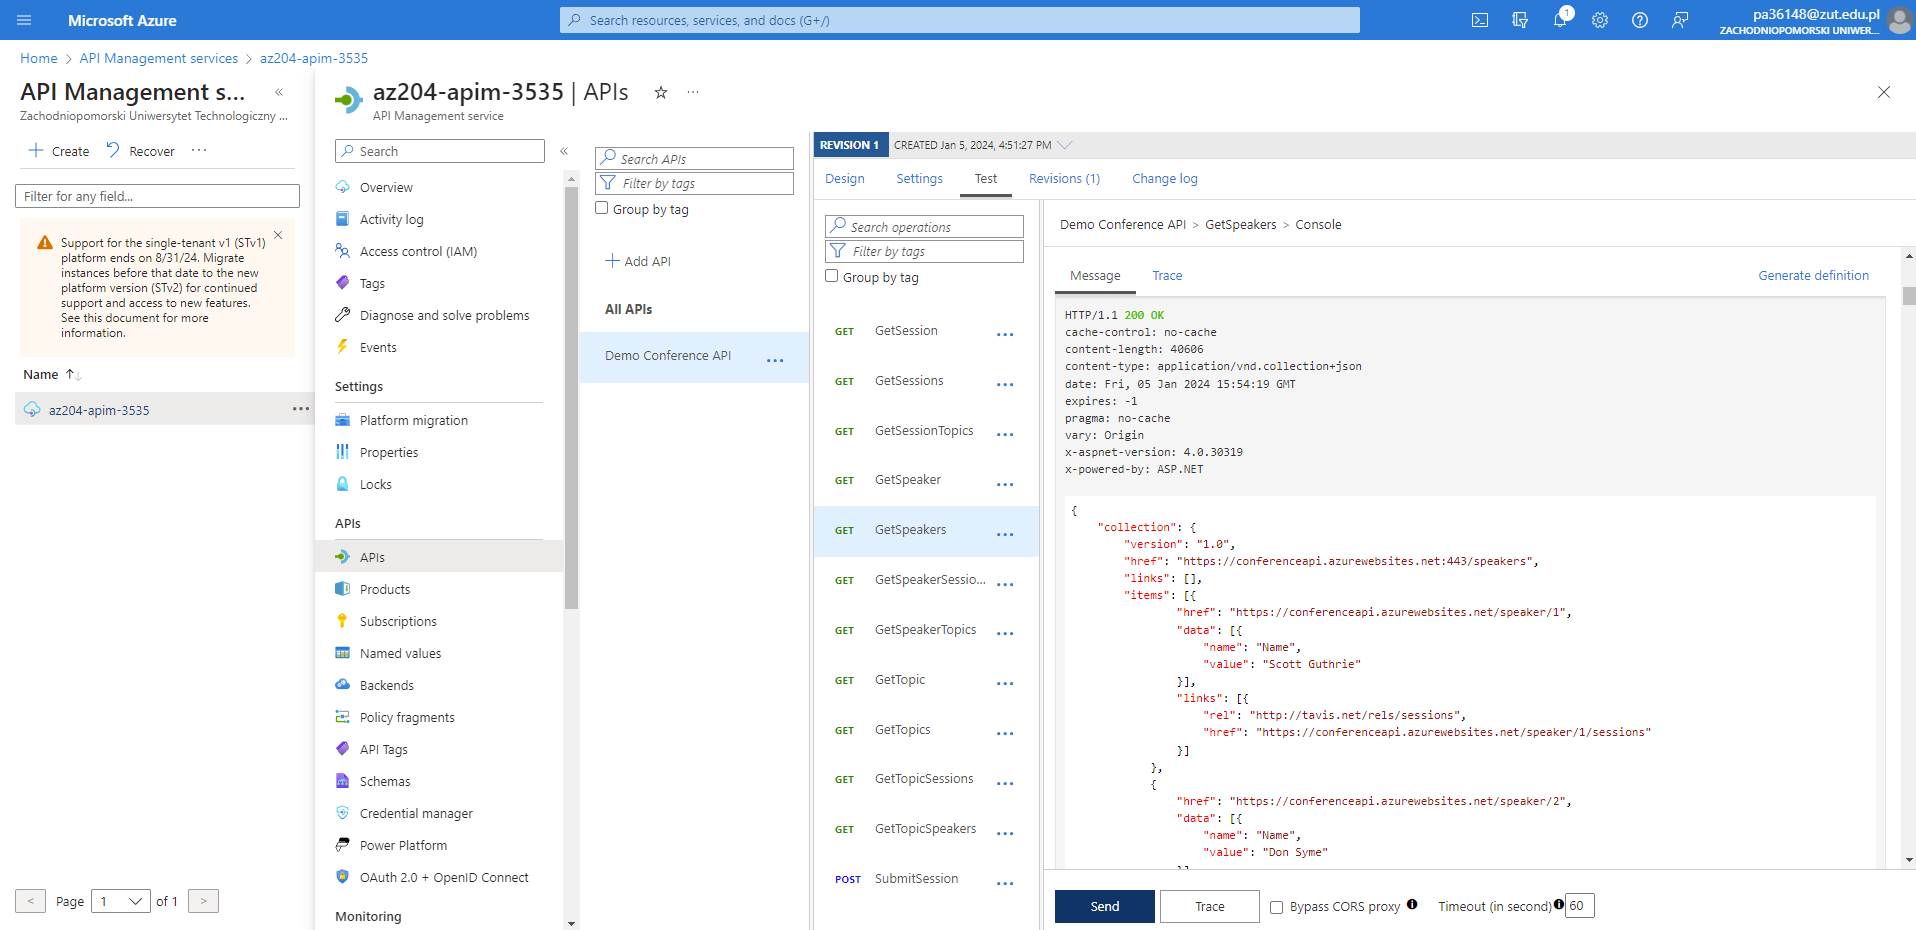 Microsoft Azure
Search resources, services, and docs (G+/)
1
pa36148@zut.edu.pl
ZACHODNIOPOMORSKI UNIWER...
Home > API Management services > az204-apim-3535
API Management s...
«
Zachodniopomorski Uniwersytet Technologiczny ...
Create
Recover
...
Filter for any field...
Support for the single-tenant v1 (STv1)
platform ends on 8/31/24. Migrate
instances before that date to the new
platform version (STv2) for continued
support and access to new features.
See this document for more
information.
Name ↑↓
az204-apim-3535
...
< Page 1 of 1 >
az204-apim-3535 | APIs
...
API Management service
Search
«
Overview
Activity log
Access control (IAM)
Tags
Diagnose and solve problems
Events
Settings
Platform migration
Properties
Locks
APIs
APIs
Products
Subscriptions
Named values
Backends
Policy fragments
API Tags
Schemas
Credential manager
Power Platform
OAuth 2.0 + OpenID Connect
Monitoring
Search APIs
Filter by tags
Group by tag
+ Add API
All APIs
Demo Conference API ...
REVISION 1 CREATED Jan 5, 2024, 4:51:27 PM
Design Settings Test Revisions (1) Change log
Search operations
Filter by tags
Group by tag
GET GetSession ...
GET GetSessions ...
GET GetSessionTopics ...
GET GetSpeaker ...
GET GetSpeakers ...
GET GetSpeakerSessio... ...
GET GetSpeakerTopics ...
GET GetTopic ...
GET GetTopics ...
GET GetTopicSessions ...
GET GetTopicSpeakers ...
POST SubmitSession ...
Demo Conference API > GetSpeakers > Console
Message Trace Generate definition
HTTP/1.1 200 OK
cache-control: no-cache
content-length: 40606
content-type: application/vnd.collection+json
date: Fri, 05 Jan 2024 15:54:19 GMT
expires: -1
pragma: no-cache
vary: Origin
x-aspnet-version: 4.0.30319
x-powered-by: ASP.NET
{
"collection": {
"version": "1.0",
"href": "https://conferenceapi.azurewebsites.net:443/speakers",
"links": [],
"items": [{
"href": "https://conferenceapi.azurewebsites.net/speaker/1",
"data": [{
"name": "Name",
"value": "Scott Guthrie"
}],
"links": [{
"rel": "http://tavis.net/rels/sessions",
"href": "https://conferenceapi.azurewebsites.net/speaker/1/sessions"
}]
},
{
"href": "https://conferenceapi.azurewebsites.net/speaker/2",
"data": [{
"name": "Name",
"value": "Don Syme"
}]
Send Trace Bypass CORS proxy Timeout (in second) 60